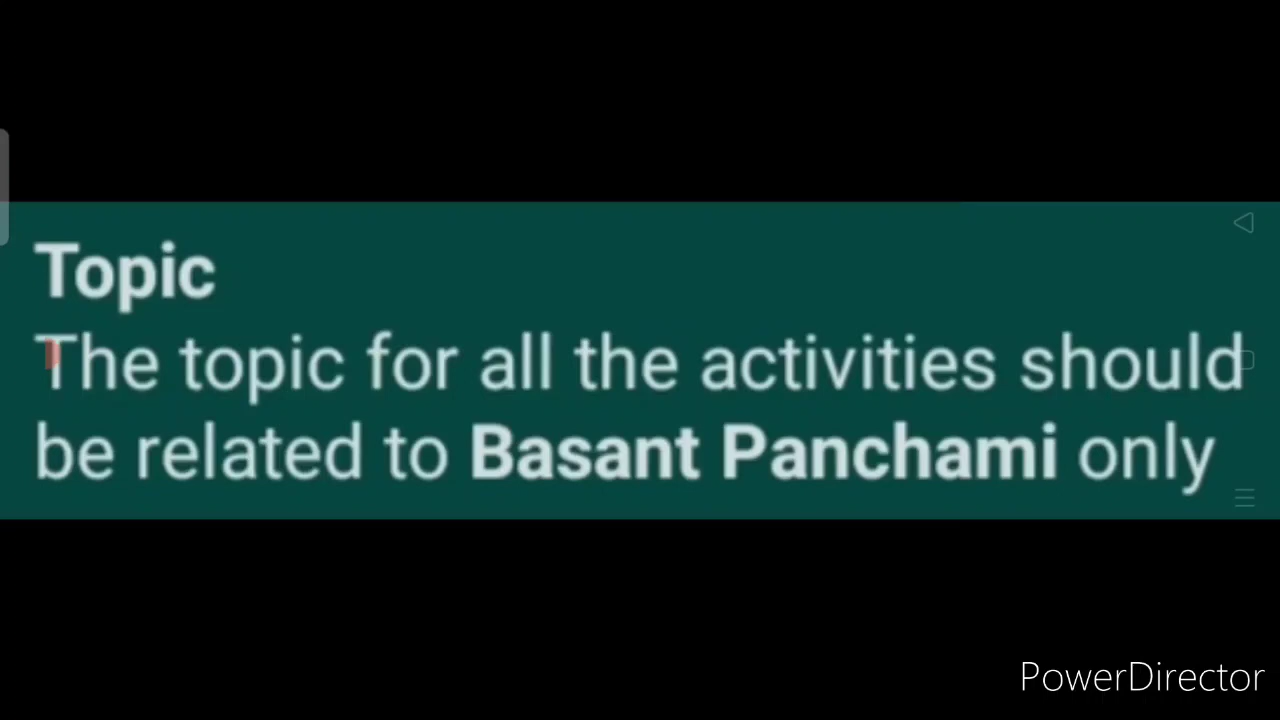 Topic
The topic for all the activities should
be related to Basant Panchami only
PowerDirector